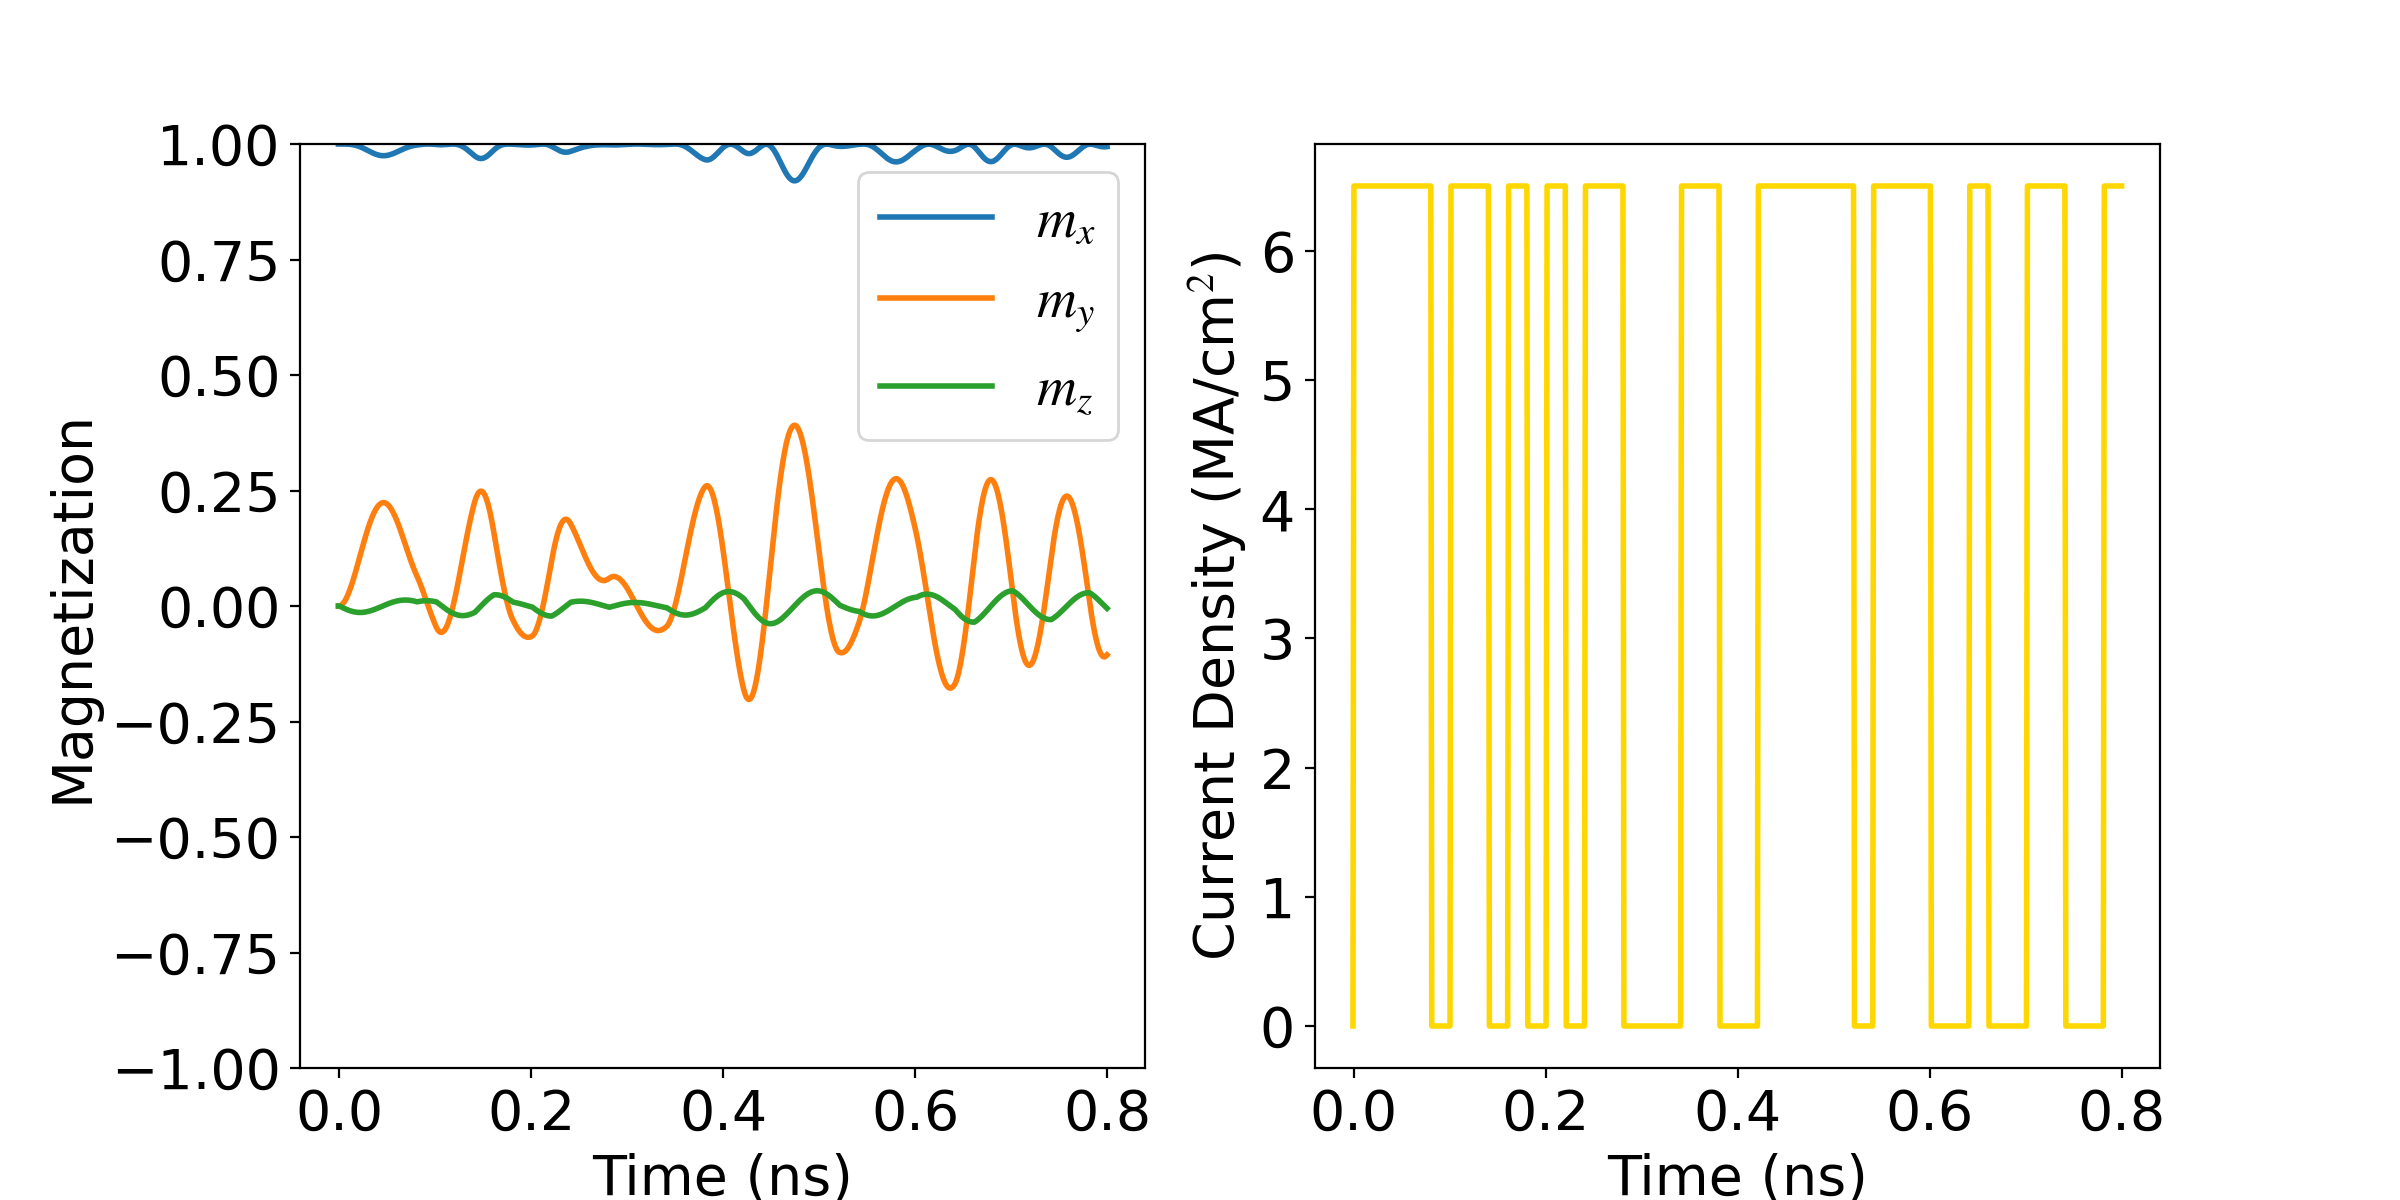 1.00
0.75
0.50
0.25
0.00
−0.25
−0.50
−0.75
−1.00
Magnetization
0.0 0.2 0.4 0.6 0.8
Time (ns)
m_x
m_y
m_z
6
5
4
3
2
1
0
Current Density (MA/cm²)
0.0 0.2 0.4 0.6 0.8
Time (ns)